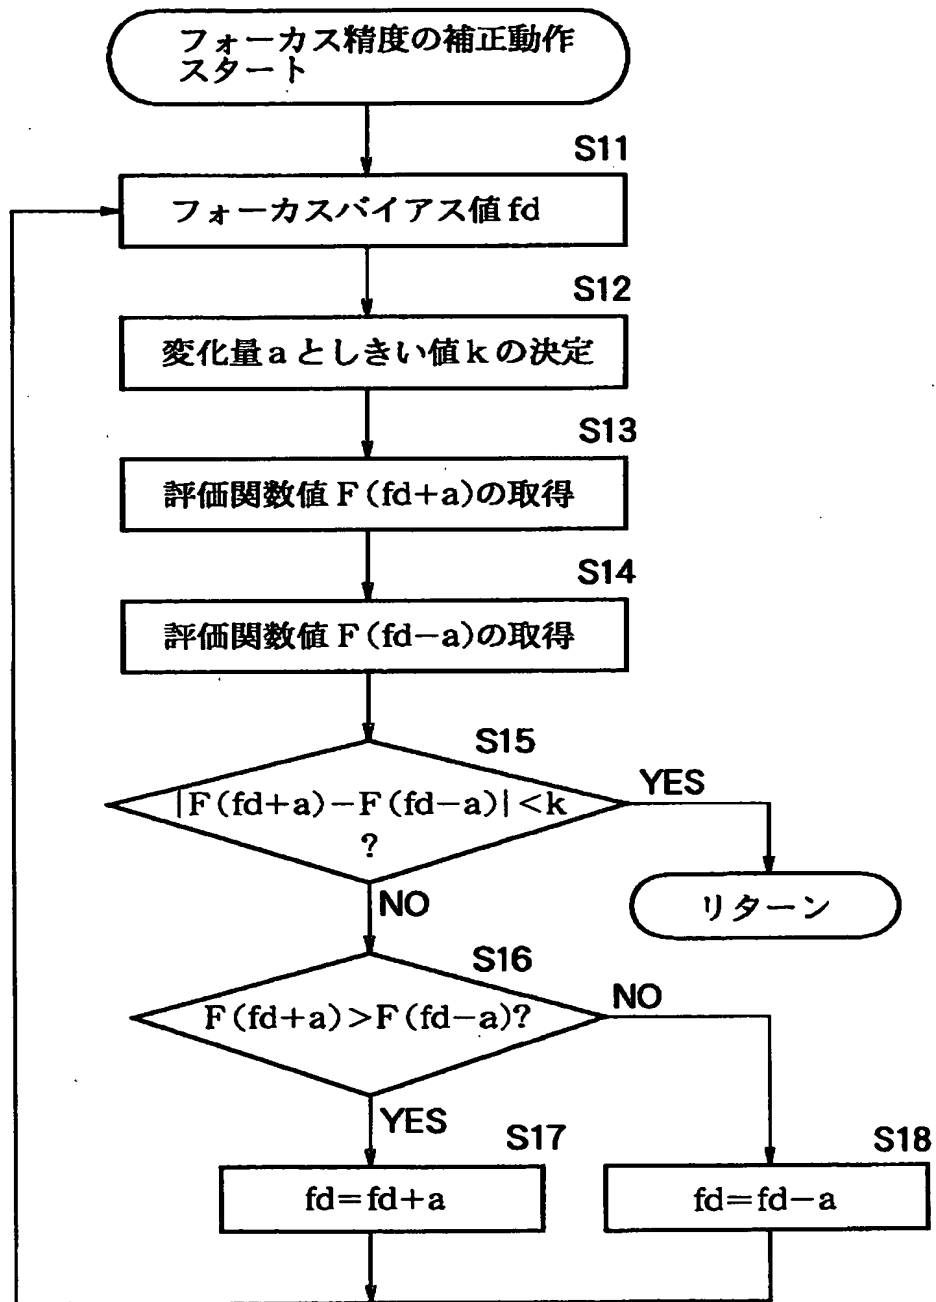 フォーカス精度の補正動作
スタート
S11
フォーカスバイアス値 fd
S12
変化量 a としきい値 k の決定
S13
評価関数値 F (fd+a)の取得
S14
評価関数値 F (fd−a)の取得
S15
|F (fd+a)−F (fd−a)| <k
?
YES
リターン
NO
S16
F (fd+a) >F (fd−a)?
NO
YES
S17
fd=fd+a
S18
fd=fd−a